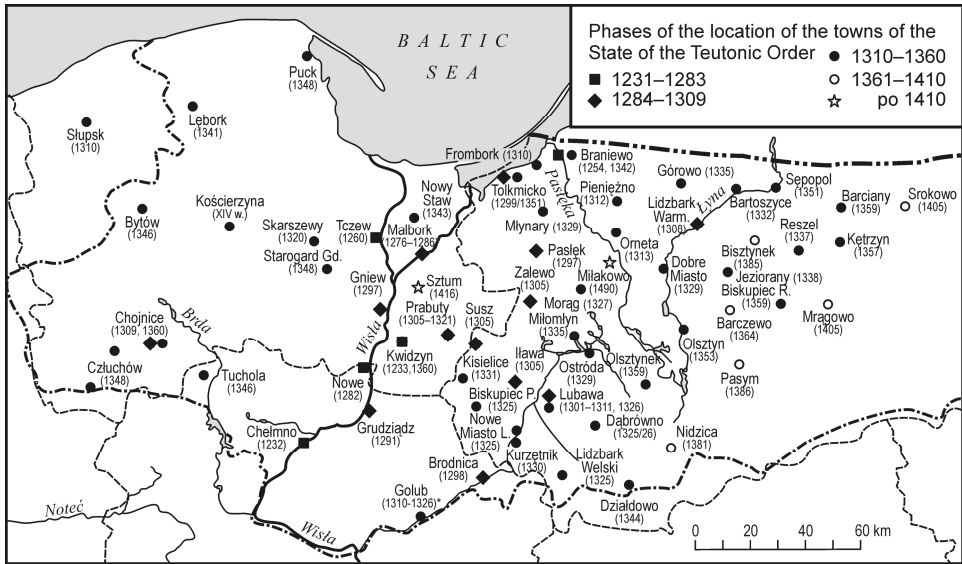 BALTIC
SEA
Phases of the location of the towns of the
State of the Teutonic Order
1231–1283
1284–1309
1310–1360
1361–1410
po 1410
Puck
(1348)
Słupsk
(1310)
Lębork
(1341)
Bytów
(1346)
Kościerzyna
(XIV w.)
Skarszewy
(1320)
Starogard Gd.
(1348)
Tczew
(1260)
Nowy
Staw
(1343)
Malbork
(1276–1286)
Gniew
(1297)
Sztum
(1416)
Prabuty
(1305–1321)
Susz
(1305)
Kwidzyn
(1233,1360)
Nowe
(1282)
Grudziądz
(1291)
Chełmno
(1232)
Chojnice
(1309, 1360)
Człuchów
(1348)
Tuchola
(1346)
Brda
Wisła
Noteć
Wisła
Golub
(1310-1326)*
Brodnica
(1298)
Kurzętnik
(1330)
Nowe
Miasto L.
(1325)
Biskupiec P.
(1325)
Kisielice
(1331)
Iława
(1305)
Lubawa
(1301–1311, 1326)
Lidzbark
Welski
(1325)
Działdowo
(1344)
Dąbrówno
(1325/26)
Nidzica
(1381)
Olsztynek
(1359)
Ostróda
(1329)
Miłomłyn
(1335)
Morąg (1327)
Zalewo
(1305)
Miłakowo
(1490)
Pasłęk
(1297)
Młynary (1329)
Tolkmicko
(1299/1351)
Frombork (1310)
Braniewo
(1254, 1342)
Pasłęka
Pieniężno
(1312)
Orneta
(1313)
Lidzbark
Warm.
(1308)
Łyna
Górowo (1335)
Bartoszyce
(1332)
Sępopol
(1351)
Barciany
(1359)
Srokowo
(1405)
Kętrzyn
(1357)
Reszel
(1337)
Bisztynek
(1385)
Dobre
Miasto
(1329)
Jeziorany (1338)
Biskupiec R.
(1359)
Mrągowo
(1405)
Barczewo
(1364)
Olsztyn
(1353)
Pasym
(1386)
0 20 40 60 km